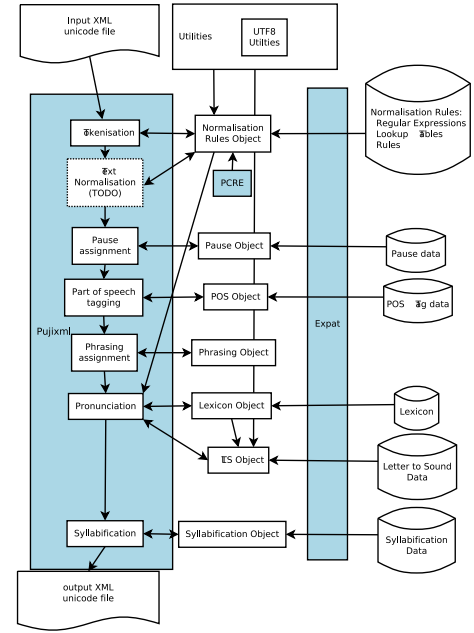 Input XML
unicode file
Utilities
UTF8
Utilties
Tokenisation
Normalisation
Rules Object
Normalisation Rules:
Regular Expressions
Lookup Tables
Rules
Text
Normalisation
(TODO)
PCRE
Pause
assignment
Pause Object
Pause data
Part of speech
tagging
POS Object
POS Tag data
Pujixml
Expat
Phrasing
assignment
Phrasing Object
Pronunciation
Lexicon Object
Lexicon
LTS Object
Letter to Sound
Data
Syllabification
Syllabification Object
Syllabification
Data
output XML
unicode file